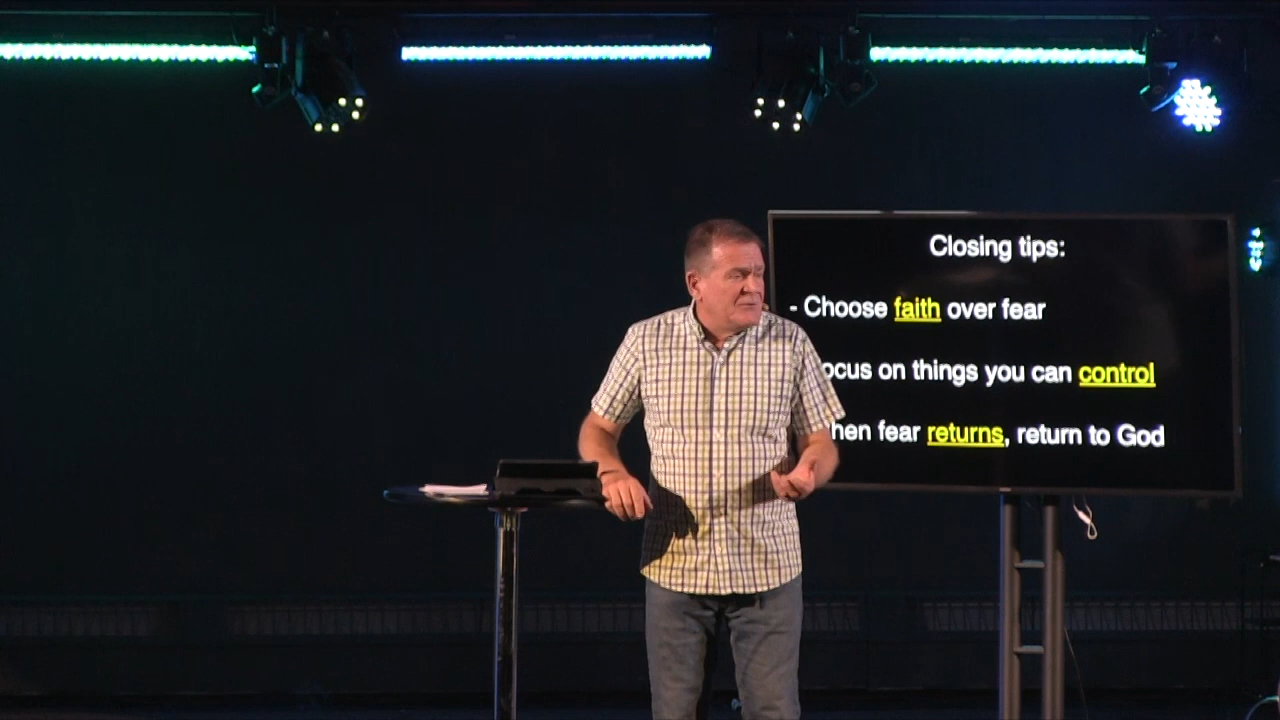 Closing tips:
- Choose faith over fear
ocus on things you can control
hen fear returns, return to God